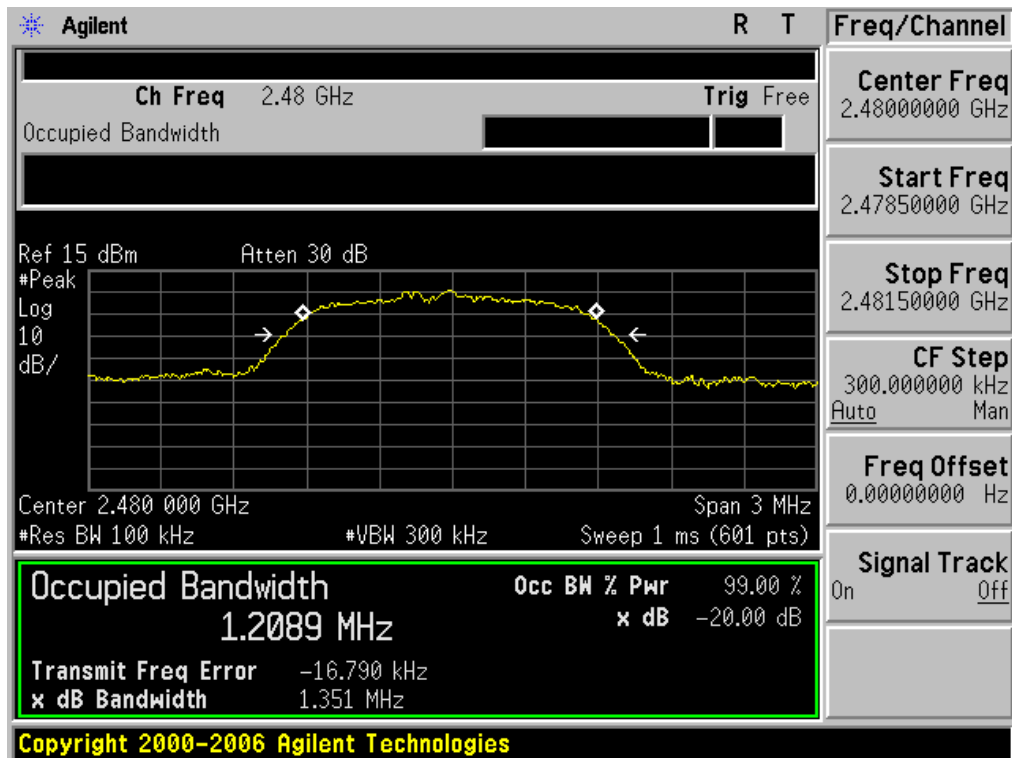 Agilent R T
Ch Freq 2.48 GHz Trig Free
Occupied Bandwidth
Ref 15 dBm Atten 30 dB
#Peak
Log
10
dB/
Center 2.480 000 GHz Span 3 MHz
#Res BW 100 kHz #VBW 300 kHz Sweep 1 ms (601 pts)
Occupied Bandwidth Occ BW % Pwr 99.00 %
1.2089 MHz x dB -20.00 dB
Transmit Freq Error -16.790 kHz
x dB Bandwidth 1.351 MHz
Copyright 2000-2006 Agilent Technologies
Freq/Channel
Center Freq
2.48000000 GHz
Start Freq
2.47850000 GHz
Stop Freq
2.48150000 GHz
CF Step
300.000000 kHz
Auto Man
Freq Offset
0.00000000 Hz
Signal Track
On Off